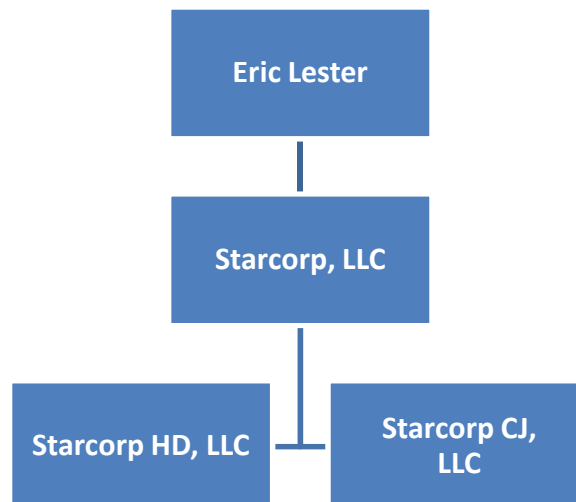 Eric Lester
Starcorp, LLC
Starcorp HD, LLC
Starcorp CJ,
LLC